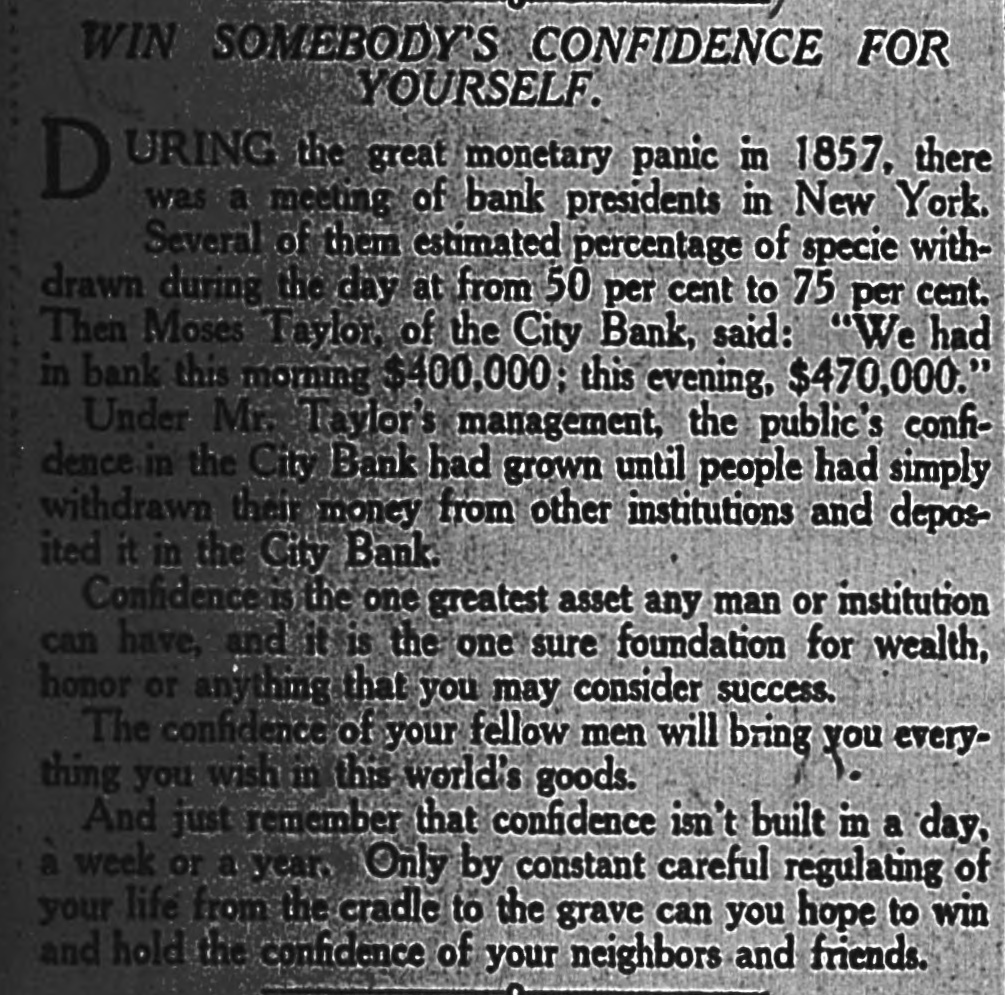 WIN SOMEBODY'S CONFIDENCE FOR
YOURSELF.
DURING the great monetary panic in 1857, there
was a meeting of bank presidents in New York.
Several of them estimated percentage of specie with-
drawn during the day at from 50 per cent to 75 per cent.
Then Moses Taylor, of the City Bank, said: "We had
in bank this morning $400,000; this evening, $470,000."
Under Mr. Taylor's management, the public's confi-
dence in the City Bank had grown until people had simply
withdrawn their money from other institutions and depos-
ited it in the City Bank.
Confidence is the one greatest asset any man or institution
can have, and it is the one sure foundation for wealth,
honor or anything that you may consider success.
The confidence of your fellow men will bring you every-
thing you wish in this world's goods.
And just remember that confidence isn't built in a day,
a week or a year. Only by constant careful regulating of
your life from the cradle to the grave can you hope to win
and hold the confidence of your neighbors and friends.